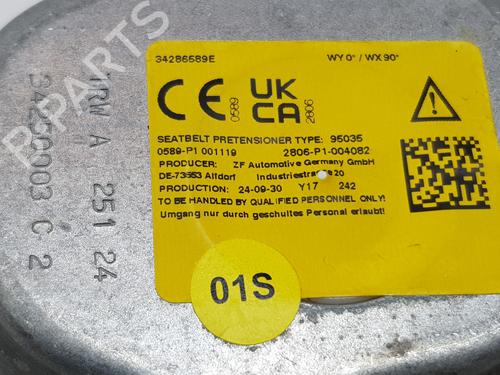 34286589E
WY 0° / WX 90°
CE
0589
UK
CA
2806
SEATBELT PRETENSIONER TYPE: 95035
0589-P1 001119 2806-P1-004082
PRODUCER: ZF Automotive Germany GmbH
DE-73553 Alfdorf Industriestraße 20
PRODUCTION: 24-09-30 Y17 242
TO BE HANDLED BY QUALIFIED PERSONNEL ONLY!
Umgang nur durch geschultes Personal erlaubt!
01S
TRW A 251 24
34250003 C 2
B-PARTS